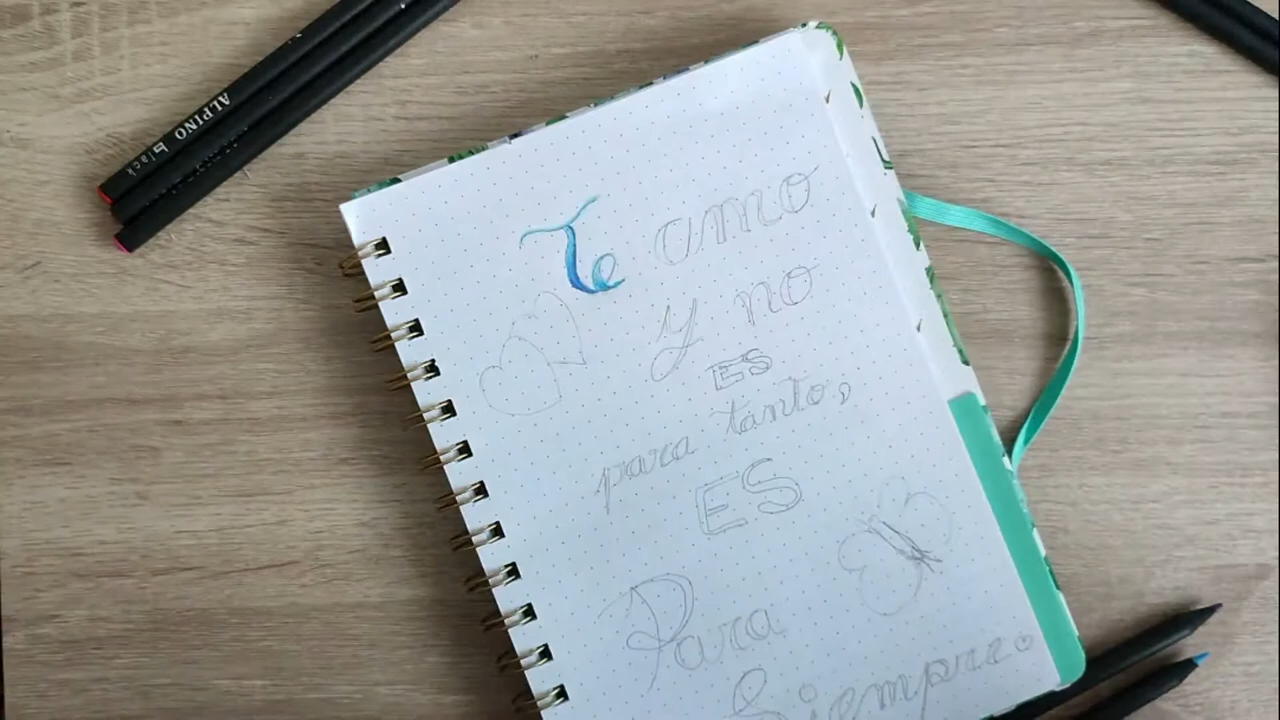 ALPINO black
Te amo
y no
ES
para tanto,
ES
Para
Siempre.